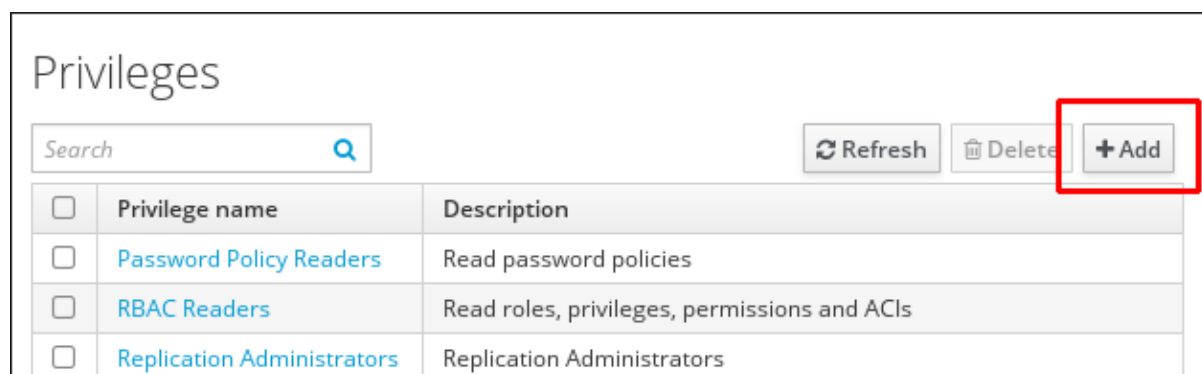 Privileges
Search
Refresh Delete Add
Privilege name Description
Password Policy Readers Read password policies
RBAC Readers Read roles, privileges, permissions and ACIs
Replication Administrators Replication Administrators